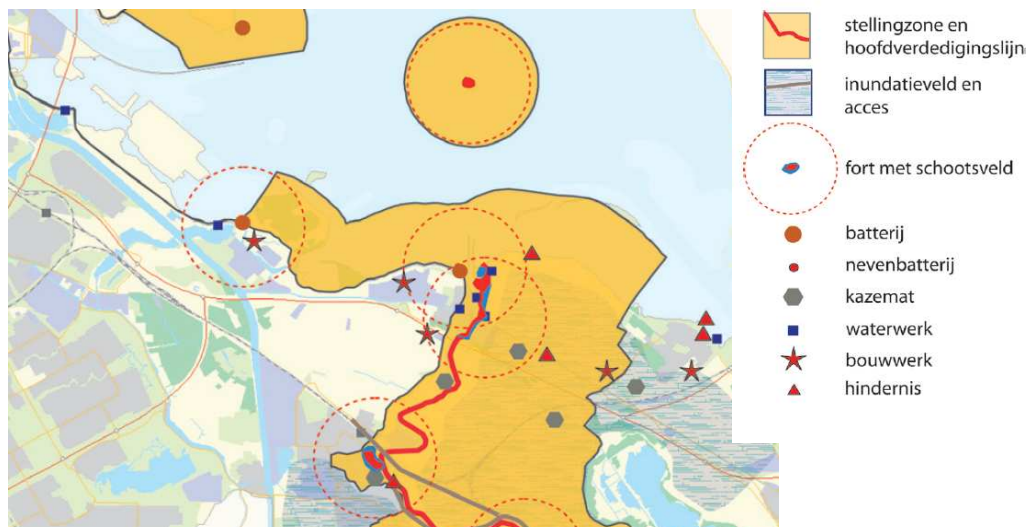 stellingzone en
hoofdverdedigingslijn
inundatieveld en
acces
fort met schootsveld
batterij
nevenbatterij
kazemat
waterwerk
bouwwerk
hindernis